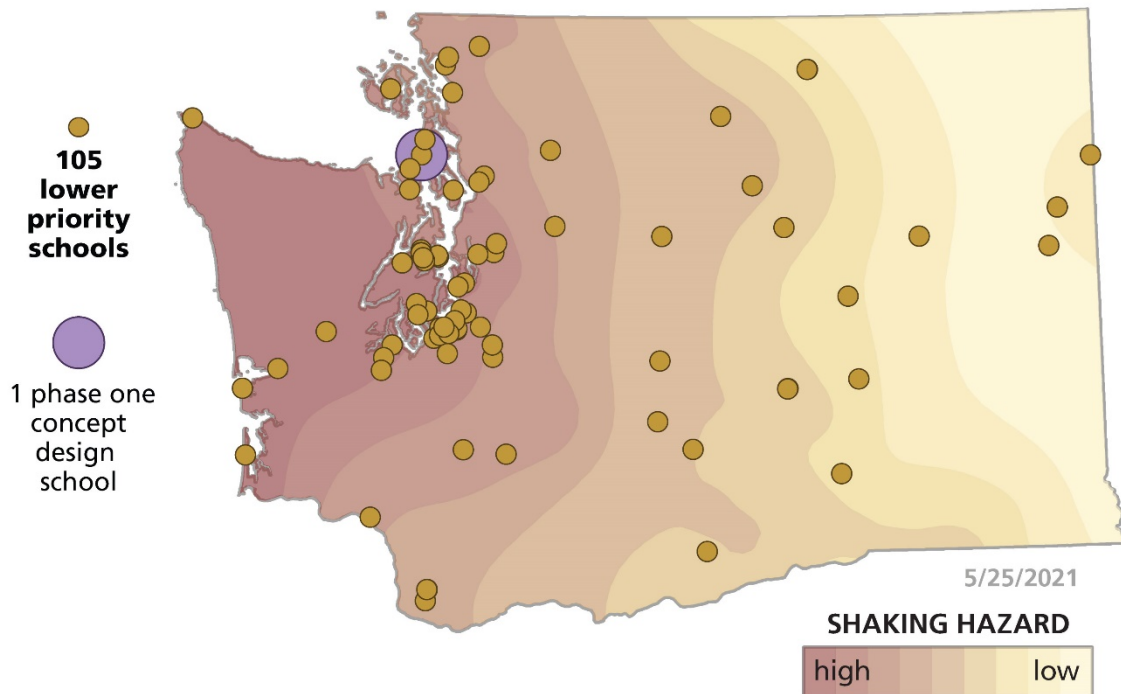 105
lower
priority
schools
1 phase one
concept
design
school
5/25/2021
SHAKING HAZARD
high low